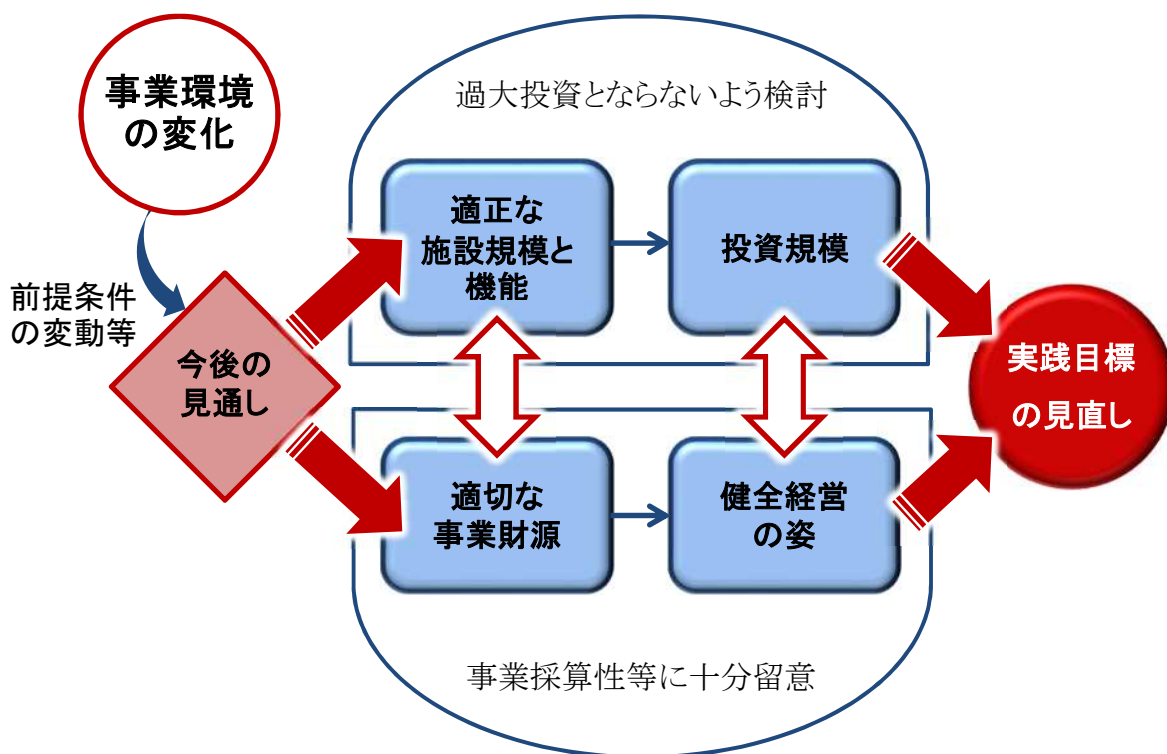 事業環境
の変化
過大投資とならないよう検討
適正な
施設規模と
機能
投資規模
前提条件
の変動等
今後の
見通し
実践目標
の見直し
適切な
事業財源
健全経営
の姿
事業採算性等に十分留意